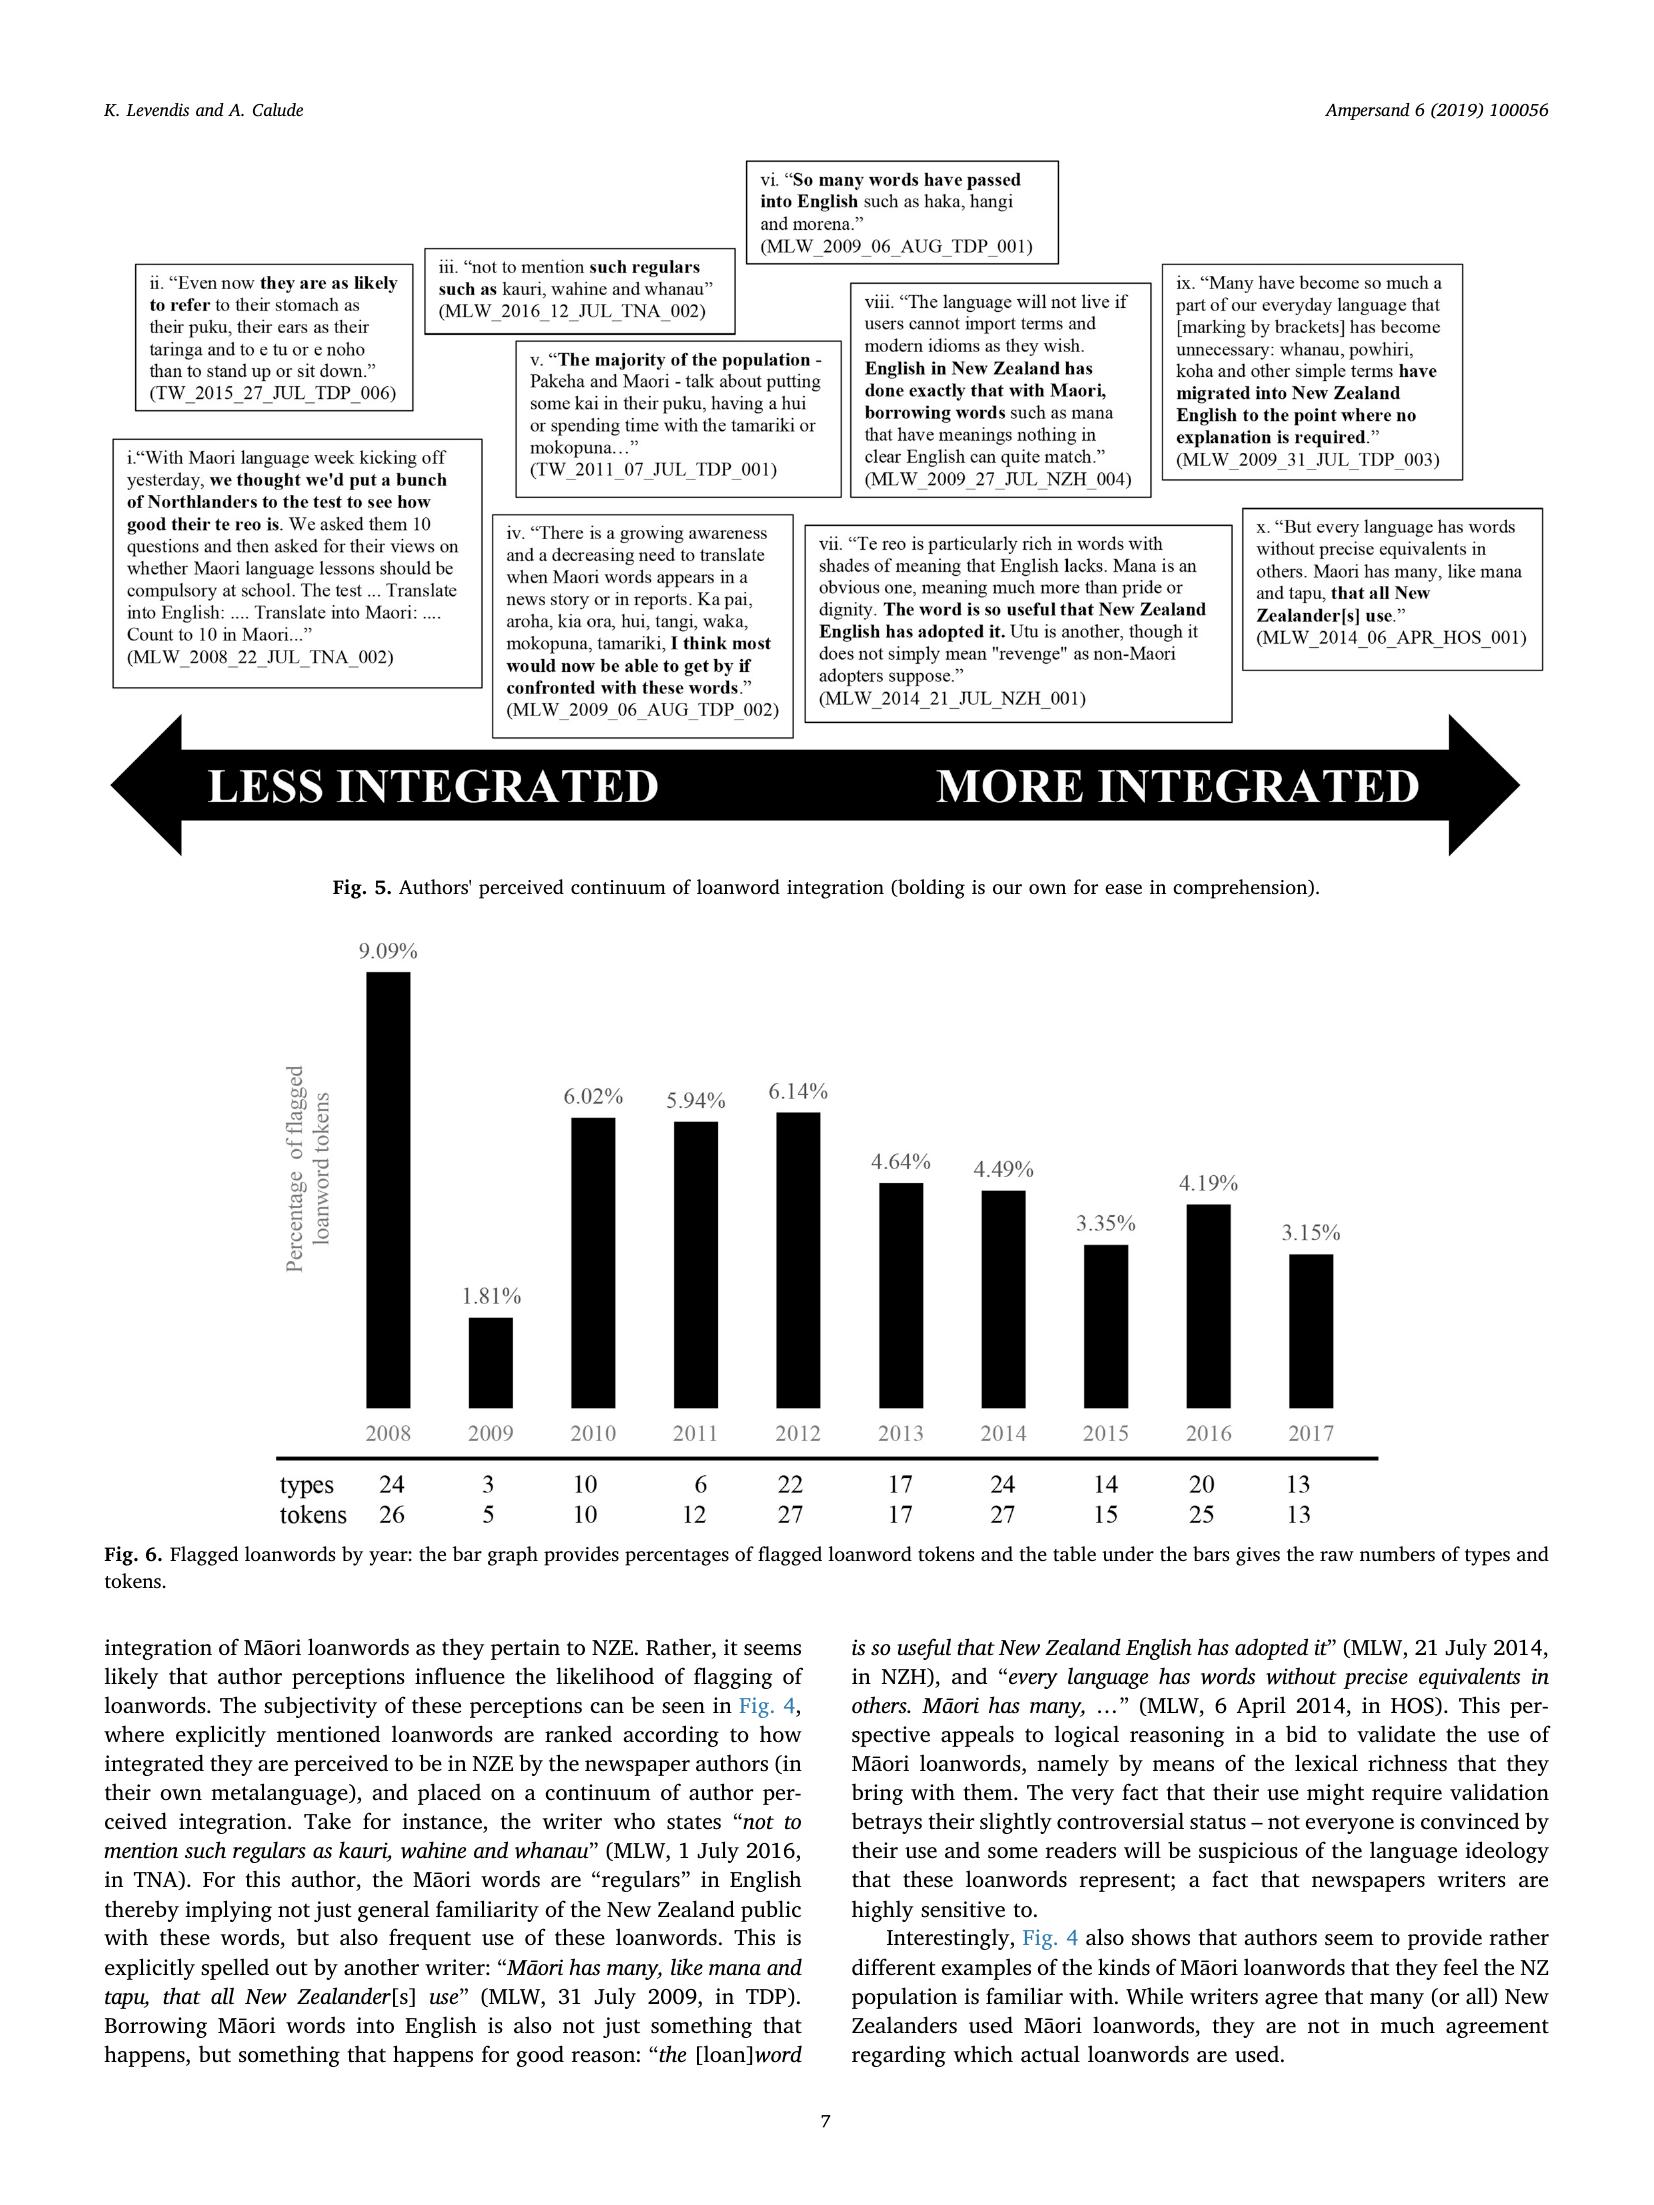 K. Levendis and A. Calude
Ampersand 6 (2019) 100056
vi. “So many words have passed
into English such as haka, hangi
and morena.”
(MLW_2009_06_AUG_TDP_001)
ii. “Even now they are as likely
to refer to their stomach as
their puku, their ears as their
taringa and to e tu or e noho
than to stand up or sit down.”
(TW_2015_27_JUL_TDP_006)
iii. “not to mention such regulars
such as kauri, wahine and whanau”
(MLW_2016_12_JUL_TNA_002)
v. “The majority of the population -
Pakeha and Maori - talk about putting
some kai in their puku, having a hui
or spending time with the tamariki or
mokopuna…”
(TW_2011_07_JUL_TDP_001)
viii. “The language will not live if
users cannot import terms and
modern idioms as they wish.
English in New Zealand has
done exactly that with Maori,
borrowing words such as mana
that have meanings nothing in
clear English can quite match.”
(MLW_2009_27_JUL_NZH_004)
ix. “Many have become so much a
part of our everyday language that
[marking by brackets] has become
unnecessary: whanau, powhiri,
koha and other simple terms have
migrated into New Zealand
English to the point where no
explanation is required.”
(MLW_2009_31_JUL_TDP_003)
i.“With Maori language week kicking off
yesterday, we thought we'd put a bunch
of Northlanders to the test to see how
good their te reo is. We asked them 10
questions and then asked for their views on
whether Maori language lessons should be
compulsory at school. The test ... Translate
into English: .... Translate into Maori: ....
Count to 10 in Maori...”
(MLW_2008_22_JUL_TNA_002)
iv. “There is a growing awareness
and a decreasing need to translate
when Maori words appears in a
news story or in reports. Ka pai,
aroha, kia ora, hui, tangi, waka,
mokopuna, tamariki, I think most
would now be able to get by if
confronted with these words.”
(MLW_2009_06_AUG_TDP_002)
vii. “Te reo is particularly rich in words with
shades of meaning that English lacks. Mana is an
obvious one, meaning much more than pride or
dignity. The word is so useful that New Zealand
English has adopted it. Utu is another, though it
does not simply mean "revenge" as non-Maori
adopters suppose.”
(MLW_2014_21_JUL_NZH_001)
x. “But every language has words
without precise equivalents in
others. Maori has many, like mana
and tapu, that all New
Zealander[s] use.”
(MLW_2014_06_APR_HOS_001)
LESS INTEGRATED MORE INTEGRATED
Fig. 5. Authors' perceived continuum of loanword integration (bolding is our own for ease in comprehension).
Percentage of flagged
loanword tokens
9.09%
1.81%
6.02%
5.94%
6.14%
4.64%
4.49%
3.35%
4.19%
3.15%
2008 2009 2010 2011 2012 2013 2014 2015 2016 2017
types 24 3 10 6 22 17 24 14 20 13
tokens 26 5 10 12 27 17 27 15 25 13
Fig. 6. Flagged loanwords by year: the bar graph provides percentages of flagged loanword tokens and the table under the bars gives the raw numbers of types and
tokens.
integration of Māori loanwords as they pertain to NZE. Rather, it seems
likely that author perceptions influence the likelihood of flagging of
loanwords. The subjectivity of these perceptions can be seen in Fig. 4,
where explicitly mentioned loanwords are ranked according to how
integrated they are perceived to be in NZE by the newspaper authors (in
their own metalanguage), and placed on a continuum of author per-
ceived integration. Take for instance, the writer who states “not to
mention such regulars as kauri, wahine and whanau” (MLW, 1 July 2016,
in TNA). For this author, the Māori words are “regulars” in English
thereby implying not just general familiarity of the New Zealand public
with these words, but also frequent use of these loanwords. This is
explicitly spelled out by another writer: “Māori has many, like mana and
tapu, that all New Zealander[s] use” (MLW, 31 July 2009, in TDP).
Borrowing Māori words into English is also not just something that
happens, but something that happens for good reason: “the [loan]word
is so useful that New Zealand English has adopted it” (MLW, 21 July 2014,
in NZH), and “every language has words without precise equivalents in
others. Māori has many, …” (MLW, 6 April 2014, in HOS). This per-
spective appeals to logical reasoning in a bid to validate the use of
Māori loanwords, namely by means of the lexical richness that they
bring with them. The very fact that their use might require validation
betrays their slightly controversial status – not everyone is convinced by
their use and some readers will be suspicious of the language ideology
that these loanwords represent; a fact that newspapers writers are
highly sensitive to.
Interestingly, Fig. 4 also shows that authors seem to provide rather
different examples of the kinds of Māori loanwords that they feel the NZ
population is familiar with. While writers agree that many (or all) New
Zealanders used Māori loanwords, they are not in much agreement
regarding which actual loanwords are used.
7